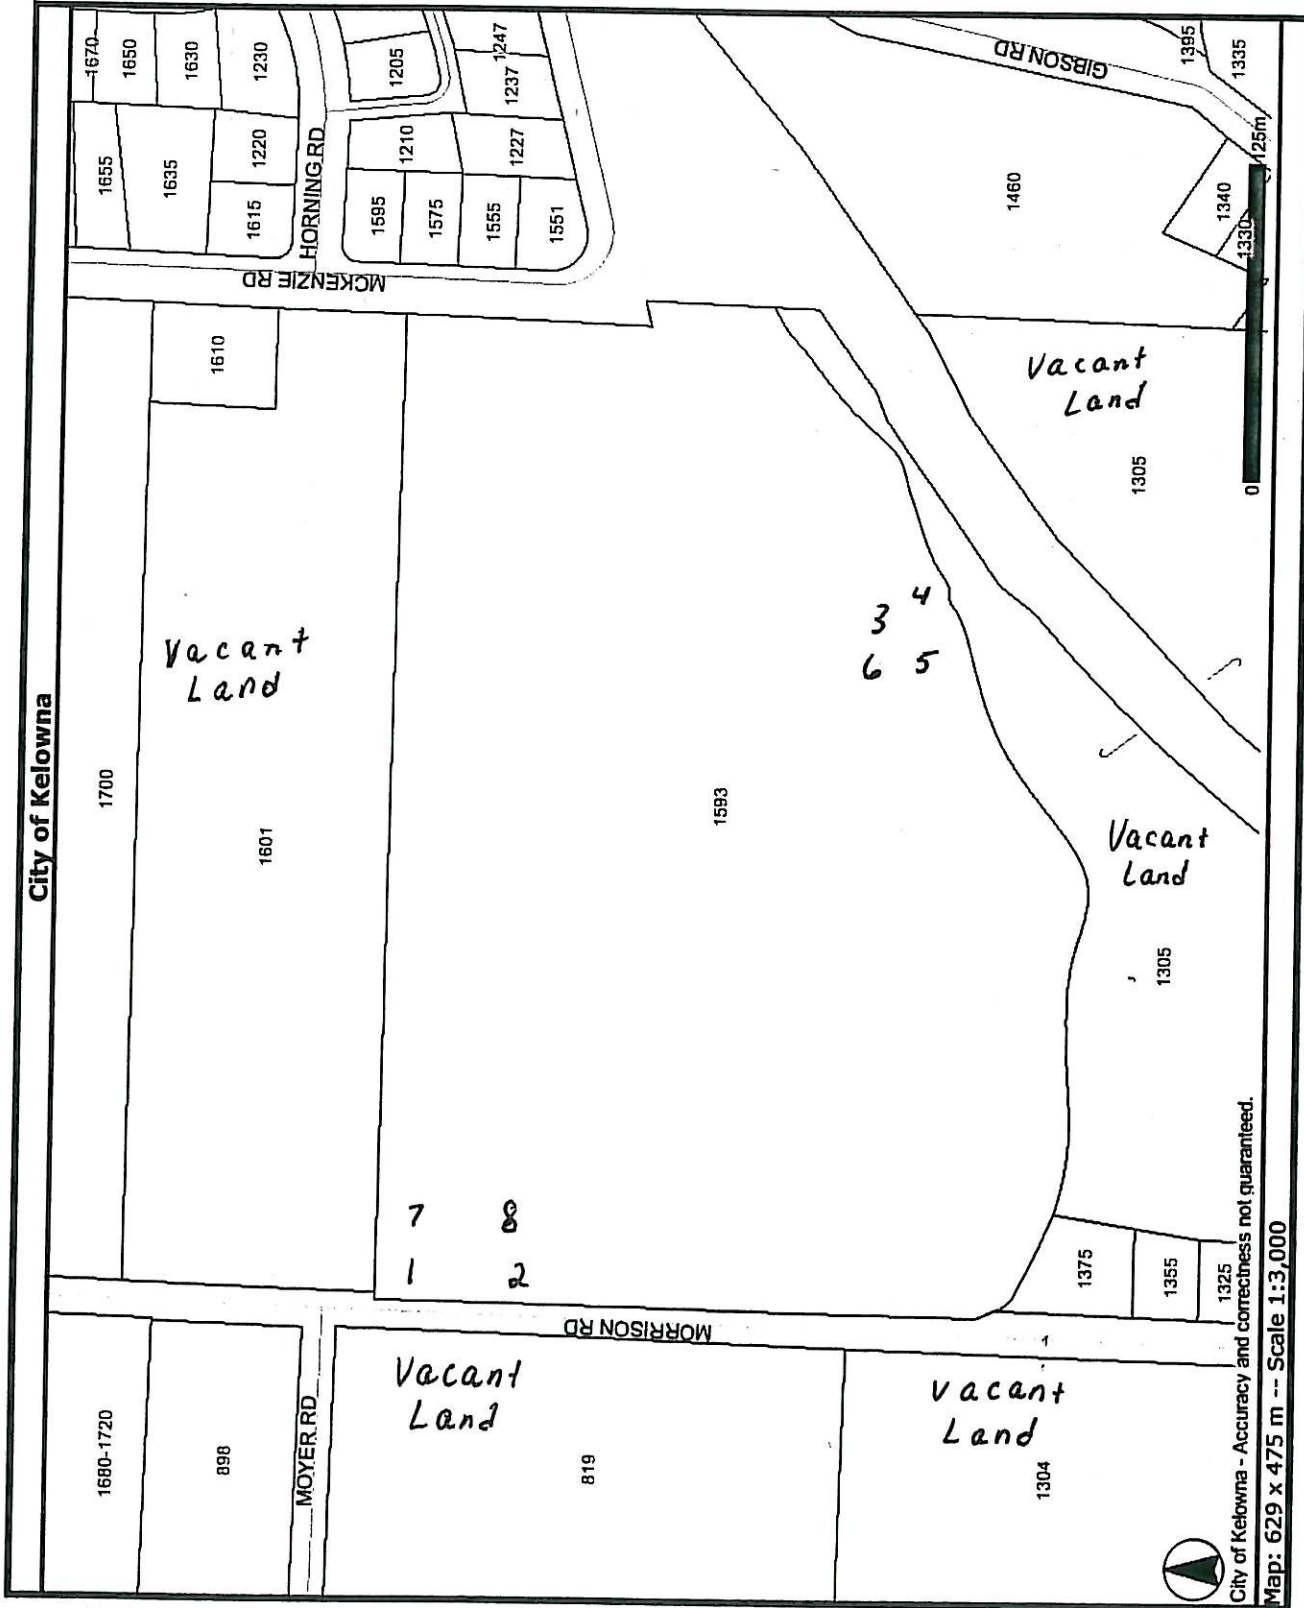 City of Kelowna
1700
1670
1650
1630
1230
1655
1635
1220
1615
HORNING RD
1205
1247
1237
1210
1227
1595
1575
1555
1551
MCKENZIE RD
1610
GIBSON RD
1395
1335
1460
1340
1330
Vacant
Land
1601
Vacant
Land
1305
3 4
6 5
1593
Vacant
Land
1305
7 8
1 2
1680-1720
898
MOYER RD
MORRISON RD
Vacant
Land
819
Vacant
Land
1304
1375
1355
1325
0
125m
City of Kelowna - Accuracy and correctness not guaranteed.
Map: 629 x 475 m -- Scale 1:3,000